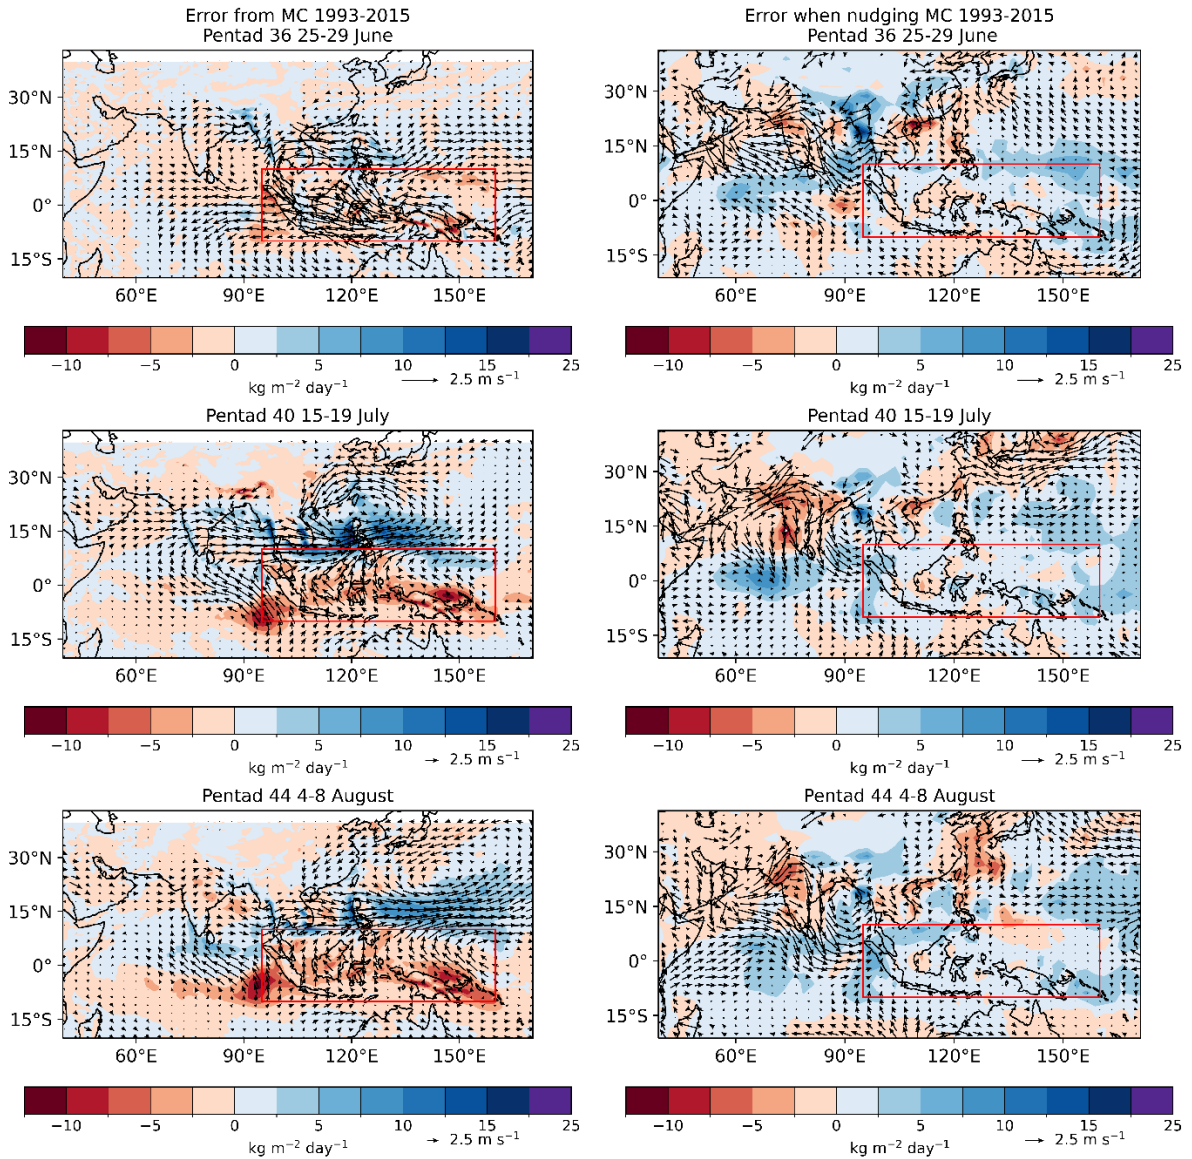 Error from MC 1993-2015
Pentad 36 25-29 June
30°N
15°N
0°
15°S
60°E 90°E 120°E 150°E
−10 −5 0 5 10 15 25
kg m⁻² day⁻¹ 2.5 m s⁻¹
Error when nudging MC 1993-2015
Pentad 36 25-29 June
30°N
15°N
0°
15°S
60°E 90°E 120°E 150°E
−10 −5 0 5 10 15 25
kg m⁻² day⁻¹ 2.5 m s⁻¹
Pentad 40 15-19 July
30°N
15°N
0°
15°S
60°E 90°E 120°E 150°E
−10 −5 0 5 10 15 25
kg m⁻² day⁻¹ 2.5 m s⁻¹
Pentad 40 15-19 July
30°N
15°N
0°
15°S
60°E 90°E 120°E 150°E
−10 −5 0 5 10 15 25
kg m⁻² day⁻¹ 2.5 m s⁻¹
Pentad 44 4-8 August
30°N
15°N
0°
15°S
60°E 90°E 120°E 150°E
−10 −5 0 5 10 15 25
kg m⁻² day⁻¹ 2.5 m s⁻¹
Pentad 44 4-8 August
30°N
15°N
0°
15°S
60°E 90°E 120°E 150°E
−10 −5 0 5 10 15 25
kg m⁻² day⁻¹ 2.5 m s⁻¹